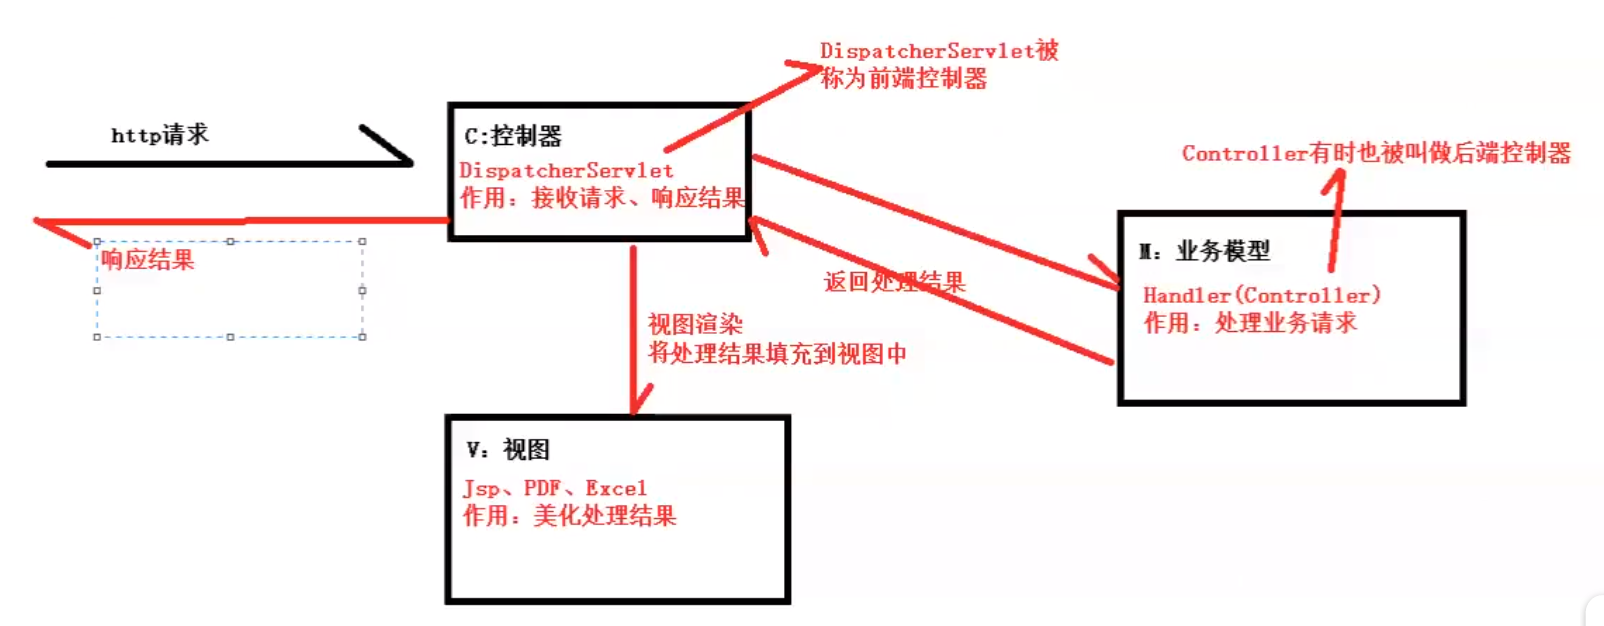 DispatcherServlet被
称为前端控制器
http请求
C:控制器
DispatcherServlet
作用：接收请求、响应结果
Controller有时也被叫做后端控制器
响应结果
M：业务模型
返回处理结果
Handler(Controller)
作用：处理业务请求
视图渲染
将处理结果填充到视图中
V：视图
Jsp、PDF、Excel
作用：美化处理结果